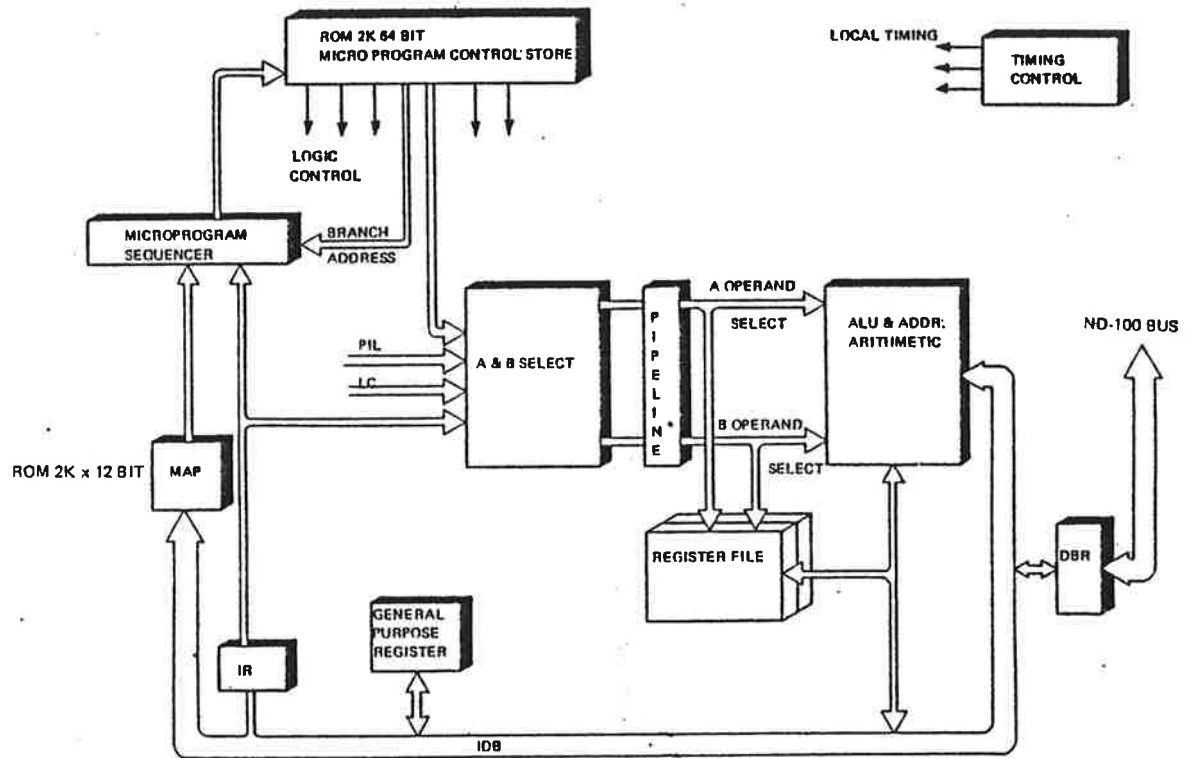 ROM 2K 64 BIT
MICRO PROGRAM CONTROL STORE
LOCAL TIMING
TIMING
CONTROL
LOGIC
CONTROL
MICROPROGRAM
SEQUENCER
BRANCH
ADDRESS
A OPERAND
SELECT
PIPELINE
ALU & ADDR.
ARITHMETIC
ND-100 BUS
PIL
A & B SELECT
LC
B OPERAND
SELECT
ROM 2K x 12 BIT
MAP
REGISTER FILE
DBR
GENERAL
PURPOSE
REGISTER
IR
IDB